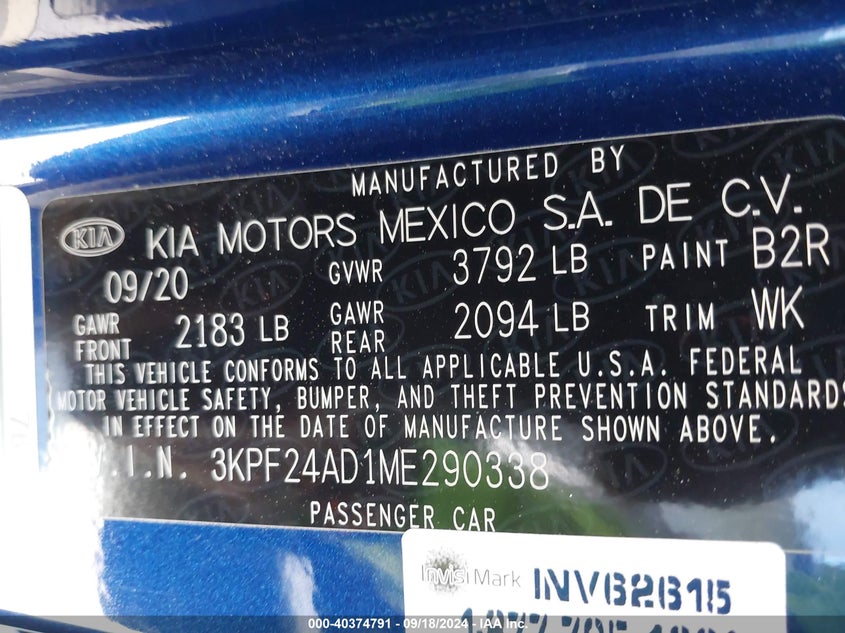 MANUFACTURED BY
KIA KIA MOTORS MEXICO S.A. DE C.V.
09/20 GVWR 3792 LB PAINT B2R
GAWR FRONT 2183 LB GAWR REAR 2094 LB TRIM WK
THIS VEHICLE CONFORMS TO ALL APPLICABLE U.S.A. FEDERAL
MOTOR VEHICLE SAFETY, BUMPER, AND THEFT PREVENTION STANDARDS
IN EFFECT ON THE DATE OF MANUFACTURE SHOWN ABOVE.
V.I.N. 3KPF24AD1ME290338
PASSENGER CAR
InvisiMark INV62615
000-40374791 - 09/18/2024 - IAA Inc.